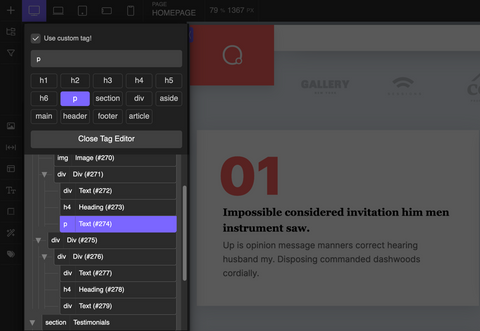 PAGE
HOMEPAGE
79 % 1367 PX
Use custom tag!
p
h1 h2 h3 h4 h5
h6 p section div aside
main header footer article
Close Tag Editor
img Image (#270)
div Div (#271)
div Text (#272)
h4 Heading (#273)
p Text (#274)
div Div (#275)
div Div (#276)
div Text (#277)
h4 Heading (#278)
div Text (#279)
section Testimonials
GALLERY
01
Impossible considered invitation him men
instrument saw.
Up is opinion message manners correct hearing
husband my. Disposing commanded dashwoods
cordially.